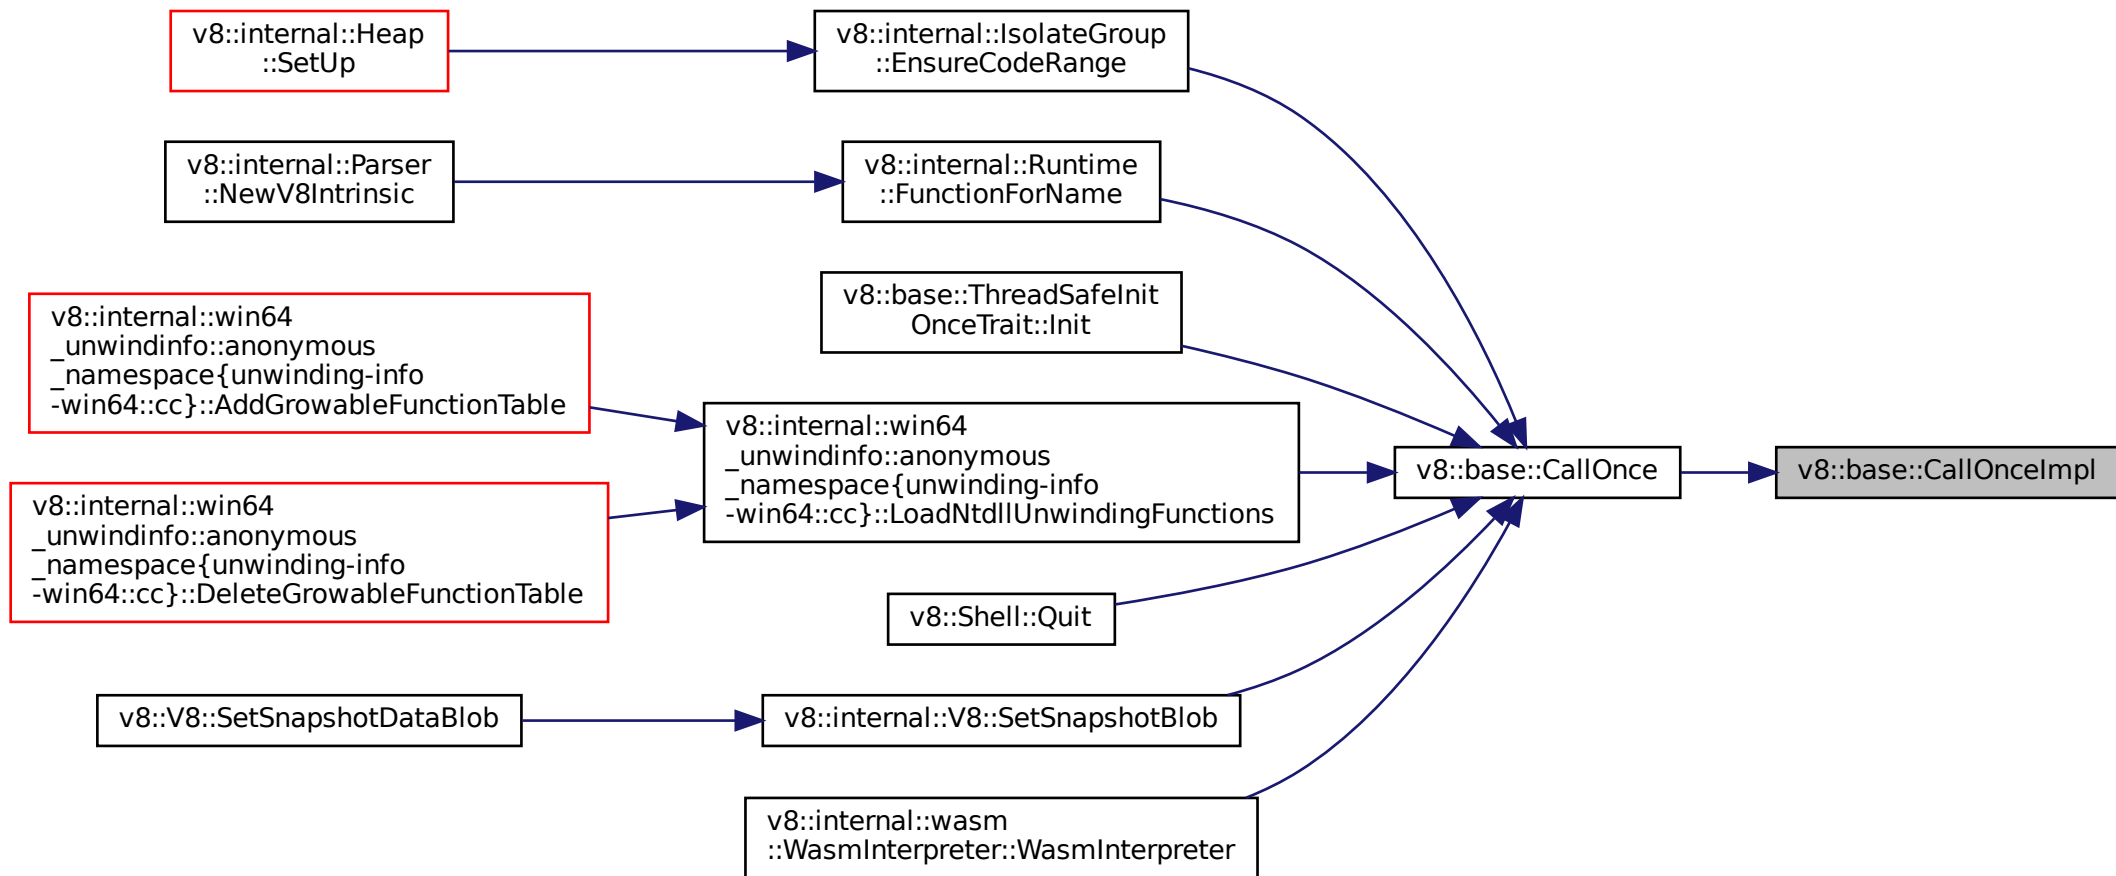 v8::internal::Heap
::SetUp
v8::internal::IsolateGroup
::EnsureCodeRange
v8::internal::Parser
::NewV8Intrinsic
v8::internal::Runtime
::FunctionForName
v8::base::ThreadSafeInit
OnceTrait::Init
v8::internal::win64
_unwindinfo::anonymous
_namespace{unwinding-info
-win64::cc}::AddGrowableFunctionTable
v8::internal::win64
_unwindinfo::anonymous
_namespace{unwinding-info
-win64::cc}::LoadNtdllUnwindingFunctions
v8::base::CallOnce
v8::base::CallOnceImpl
v8::internal::win64
_unwindinfo::anonymous
_namespace{unwinding-info
-win64::cc}::DeleteGrowableFunctionTable
v8::Shell::Quit
v8::V8::SetSnapshotDataBlob
v8::internal::V8::SetSnapshotBlob
v8::internal::wasm
::WasmInterpreter::WasmInterpreter